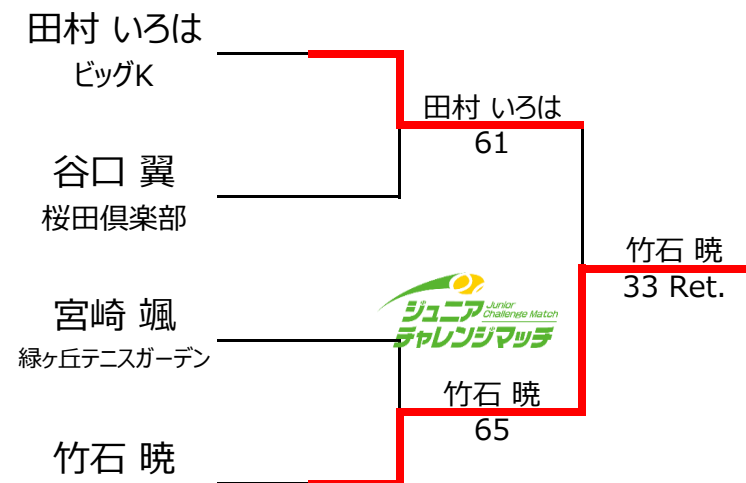 田村 いろは
ビッグK
田村 いろは
61
谷口 翼
桜田倶楽部
竹石 暁
33 Ret.
ジュニア Junior Challenge Match
チャレンジマッチ
宮崎 颯
緑ヶ丘テニスガーデン
竹石 暁
65
竹石 暁